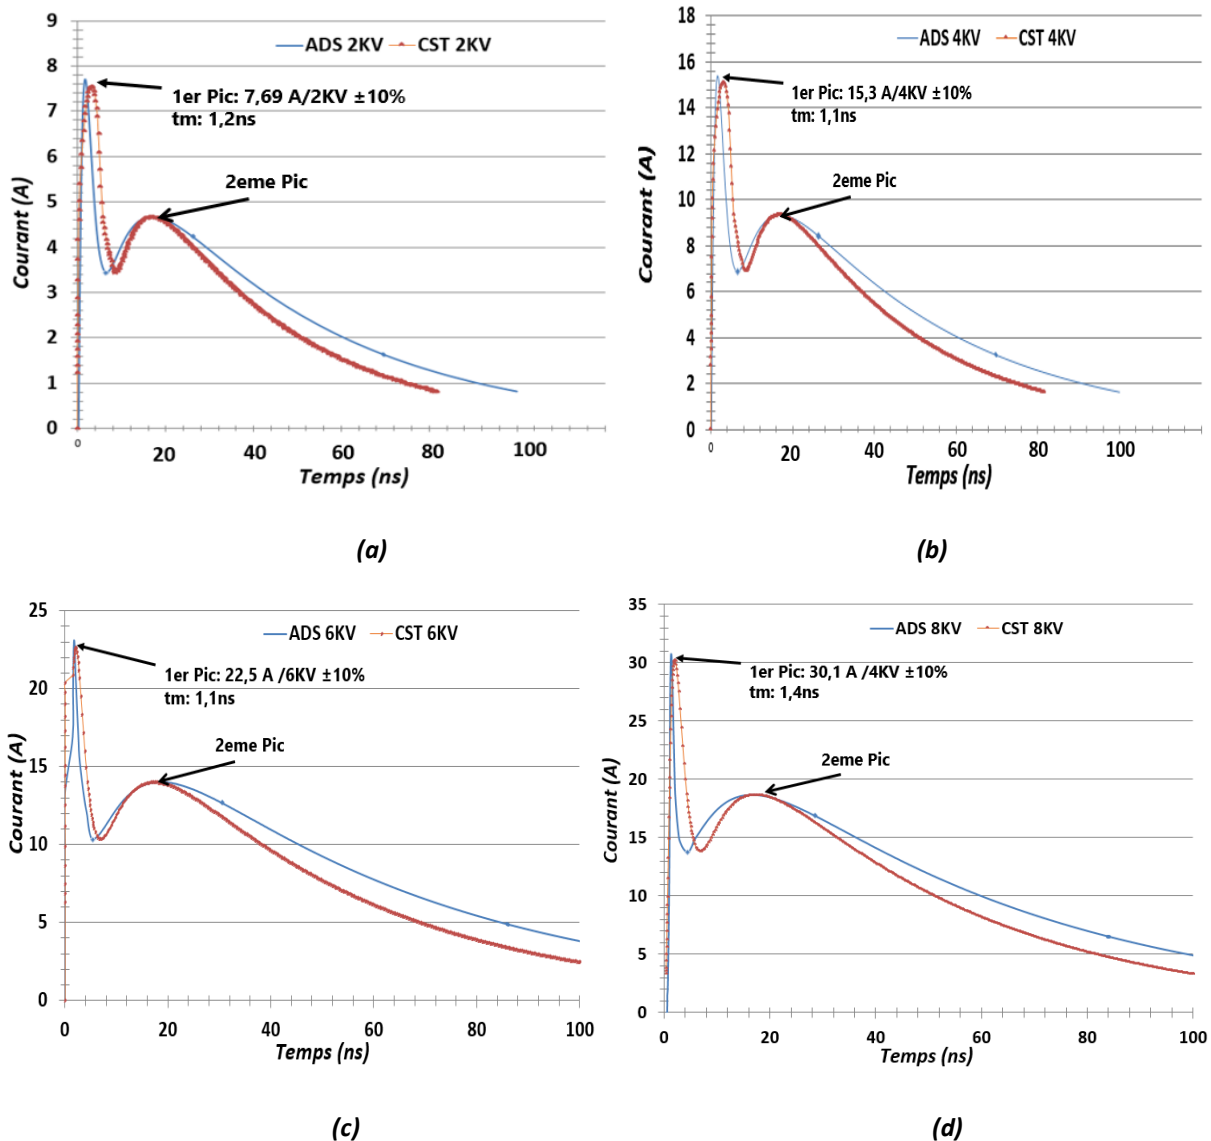 ADS 2KV CST 2KV
1er Pic: 7,69 A/2KV ±10%
tm: 1,2ns
2eme Pic
Courant (A)
9
8
7
6
5
4
3
2
1
0
0 20 40 60 80 100
Temps (ns)
(a)
ADS 4KV CST 4KV
1er Pic: 15,3 A/4KV ±10%
tm: 1,1ns
2eme Pic
Courant (A)
18
16
14
12
10
8
6
4
2
0
0 20 40 60 80 100
Temps (ns)
(b)
ADS 6KV CST 6KV
1er Pic: 22,5 A /6KV ±10%
tm: 1,1ns
2eme Pic
Courant (A)
25
20
15
10
5
0
0 20 40 60 80 100
Temps (ns)
(c)
ADS 8KV CST 8KV
1er Pic: 30,1 A /4KV ±10%
tm: 1,4ns
2eme Pic
Courant (A)
35
30
25
20
15
10
5
0
0 20 40 60 80 100
Temps (ns)
(d)